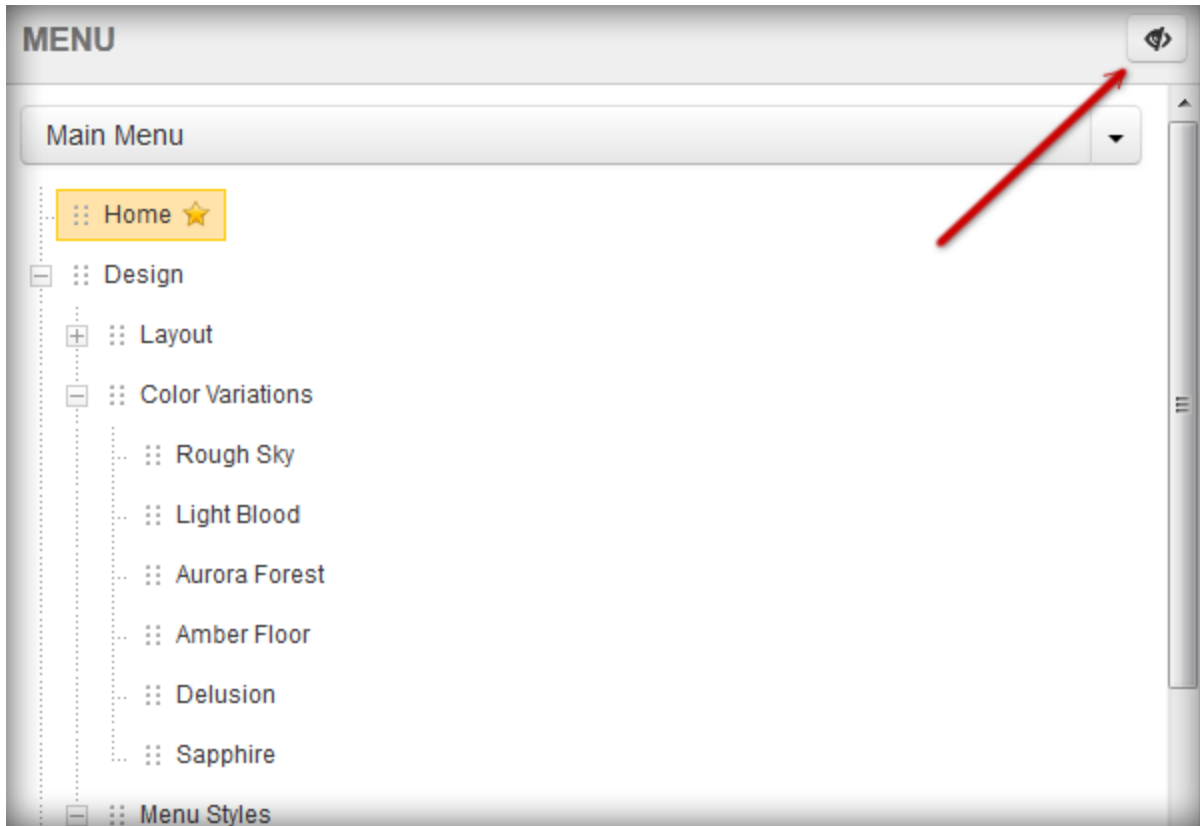 MENU
Main Menu
Home
Design
Layout
Color Variations
Rough Sky
Light Blood
Aurora Forest
Amber Floor
Delusion
Sapphire
Menu Styles